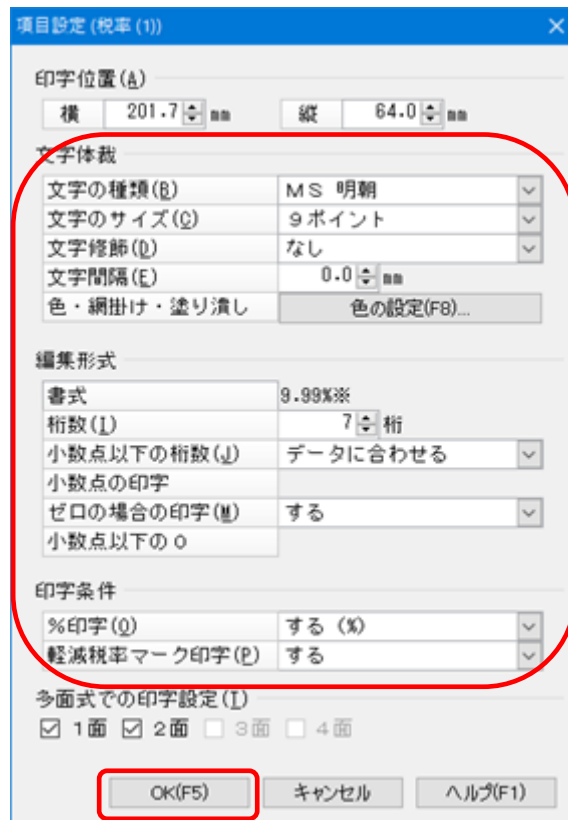 項目設定 (税率 (1))
印字位置(A)
横 201.7 mm 縦 64.0 mm
文字体裁
文字の種類(B) ＭＳ 明朝
文字のサイズ(C) ９ポイント
文字修飾(D) なし
文字間隔(E) 0.0 mm
色・網掛け・塗り潰し 色の設定(F8)...
編集形式
書式 9.99%※
桁数(I) 7 桁
小数点以下の桁数(J) データに合わせる
小数点の印字
ゼロの場合の印字(M) する
小数点以下の０
印字条件
%印字(O) する (%)
軽減税率マーク印字(P) する
多面式での印字設定(T)
1面 2面 3面 4面
OK(F5) キャンセル ヘルプ(F1)